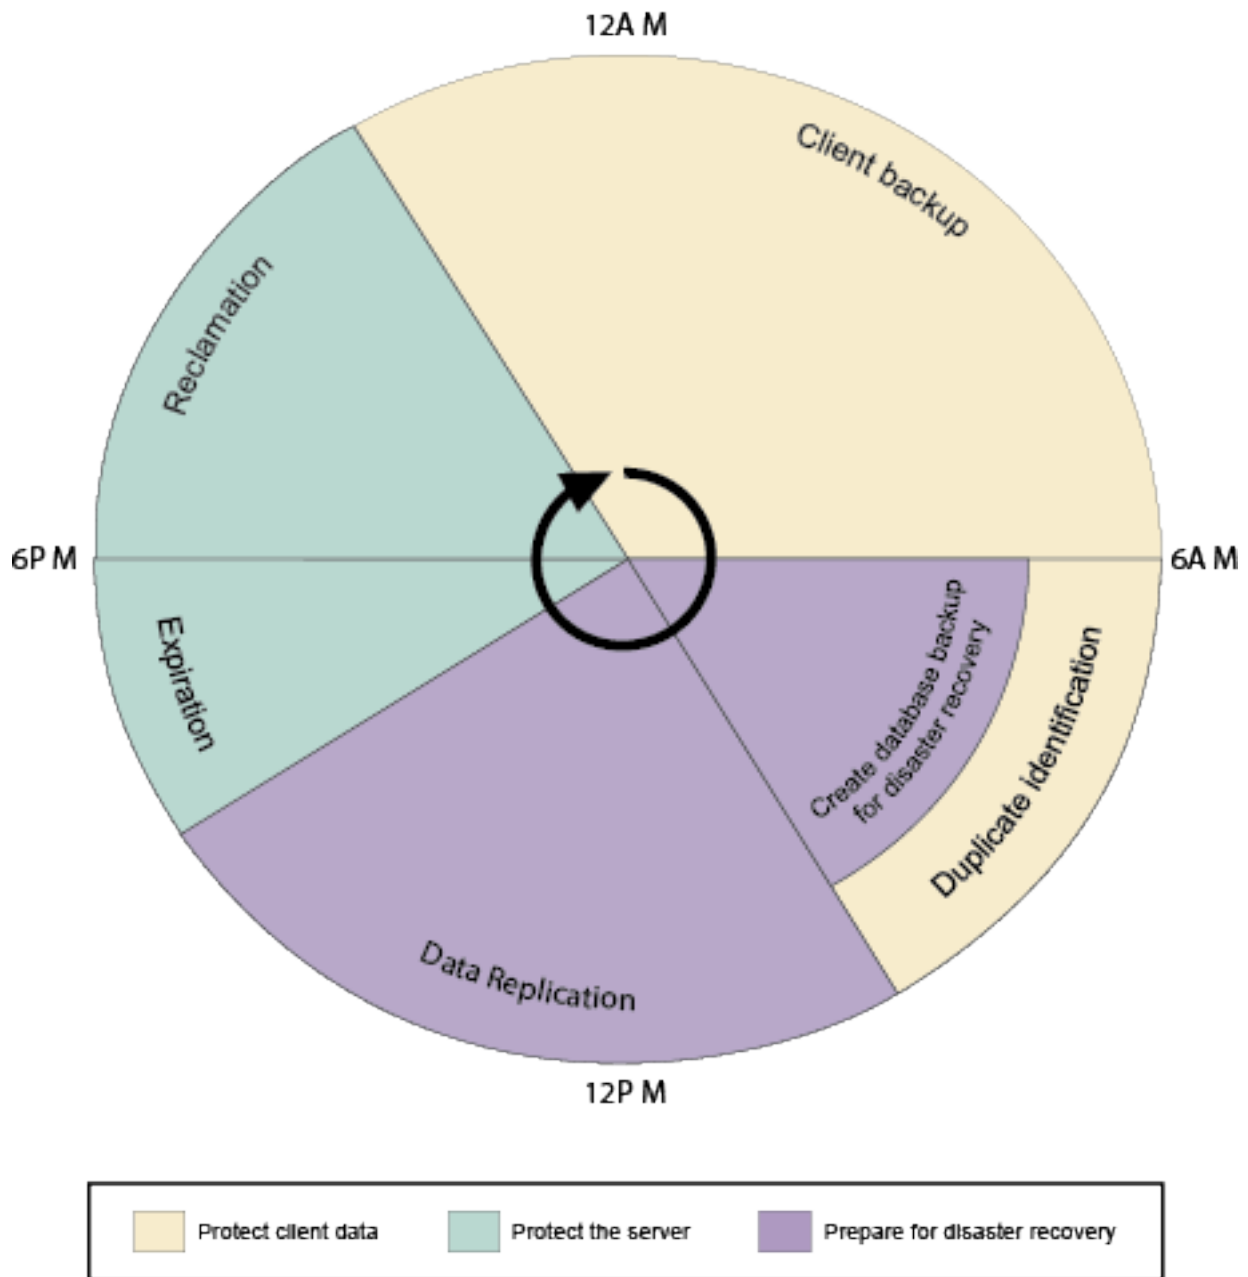 12A M
Client backup
Reclamation
6P M
6A M
Expiration
Create database backup
for disaster recovery
Duplicate identification
Data Replication
12P M
Protect client data
Protect the server
Prepare for disaster recovery